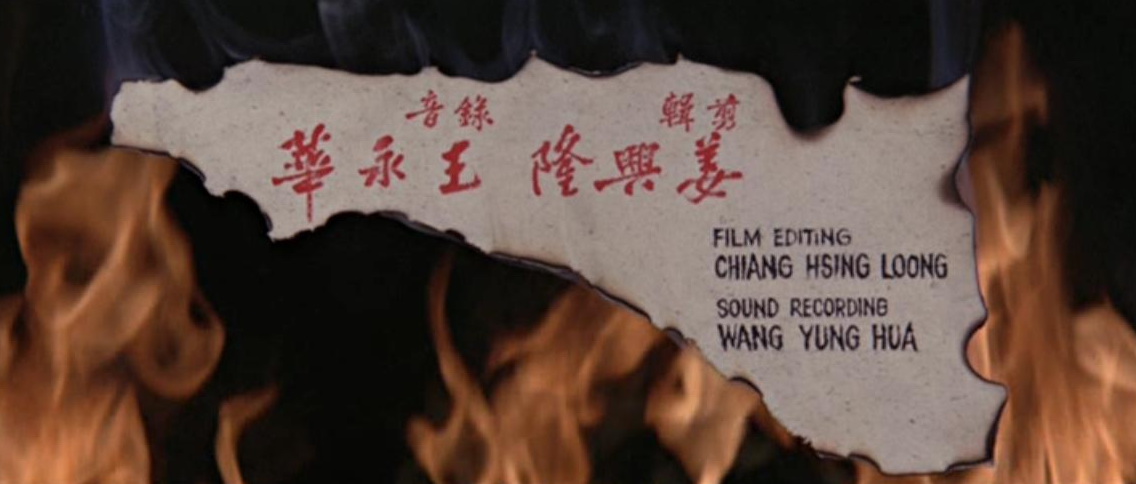 剪輯 錄音
姜興隆 王永華
FILM EDITING
CHIANG HSING LOONG
SOUND RECORDING
WANG YUNG HUA